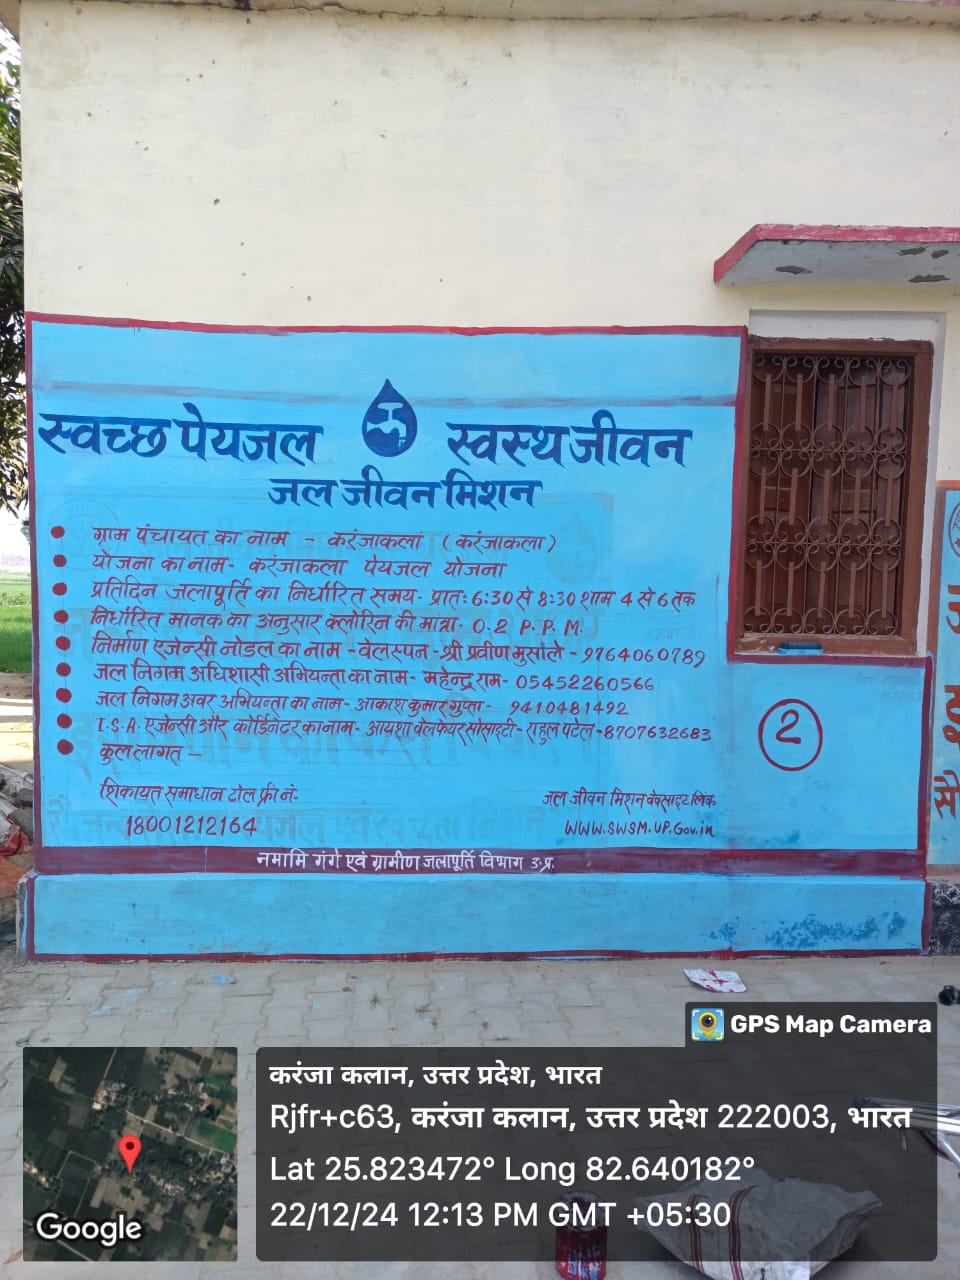 स्वच्छ पेयजल स्वस्थ जीवन
जल जीवन मिशन
ग्राम पंचायत का नाम - करंजाकला (करंजाकला)
योजना का नाम- करंजाकला पेयजल योजना
प्रतिदिन जलापूर्ति का निर्धारित समय- प्रातः 6:30 से 8:30 शाम 4 से 6 तक
निर्धारित मानक का अनुसार क्लोरिन की मात्रा- 0.2 P.P.M.
निर्माण एजेन्सी नोडल का नाम -वेलस्पन -श्री प्रवीण मुसोले - 9764060789
जल निगम अधिशासी अभियन्ता का नाम- महेन्द्र राम- 05452260566
जल निगम अवर अभियन्ता का नाम- आकाश कुमार गुप्ता- 9410481492
I.S.A. एजेन्सी और कोर्डिनेटर का नाम- आयशा वेलफेयर सोसाइटी- राहुल पटेल-8707632683
कुल लागत -
शिकायत समाधान टोल फ्री नं.
18001212164
जल जीवन मिशन वेबसाइट लिंक
WWW.SWSM.UP.Gov.in
2
नमामि गंगे एवं ग्रामीण जलापूर्ति विभाग उ.प्र.
GPS Map Camera
करंजा कलान, उत्तर प्रदेश, भारत
Rjfr+c63, करंजा कलान, उत्तर प्रदेश 222003, भारत
Lat 25.823472° Long 82.640182°
22/12/24 12:13 PM GMT +05:30
Google